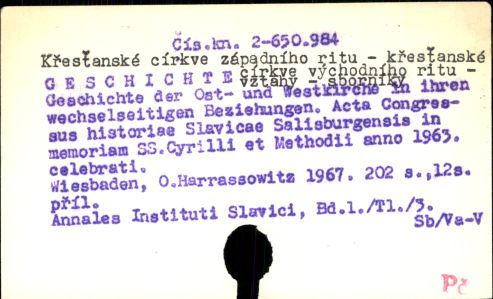 Čís.kn. 2-650.984
Křesťanské církve západního ritu - křesťanské
církve východního ritu -
vztahy - sborníky
GESCHICHTE
Geschichte der Ost- und Westkirche in ihren
wechselseitigen Beziehungen. Acta Congres-
sus historiae Slavicae Salisburgensis in
memoriam SS.Cyrilli et Methodii anno 1963.
celebrati.
Wiesbaden, O.Harrassowitz 1967. 202 s.,12s.
příl.
Annales Instituti Slavici, Bd.1./Tl./3.
Sb/Va-V
Pč